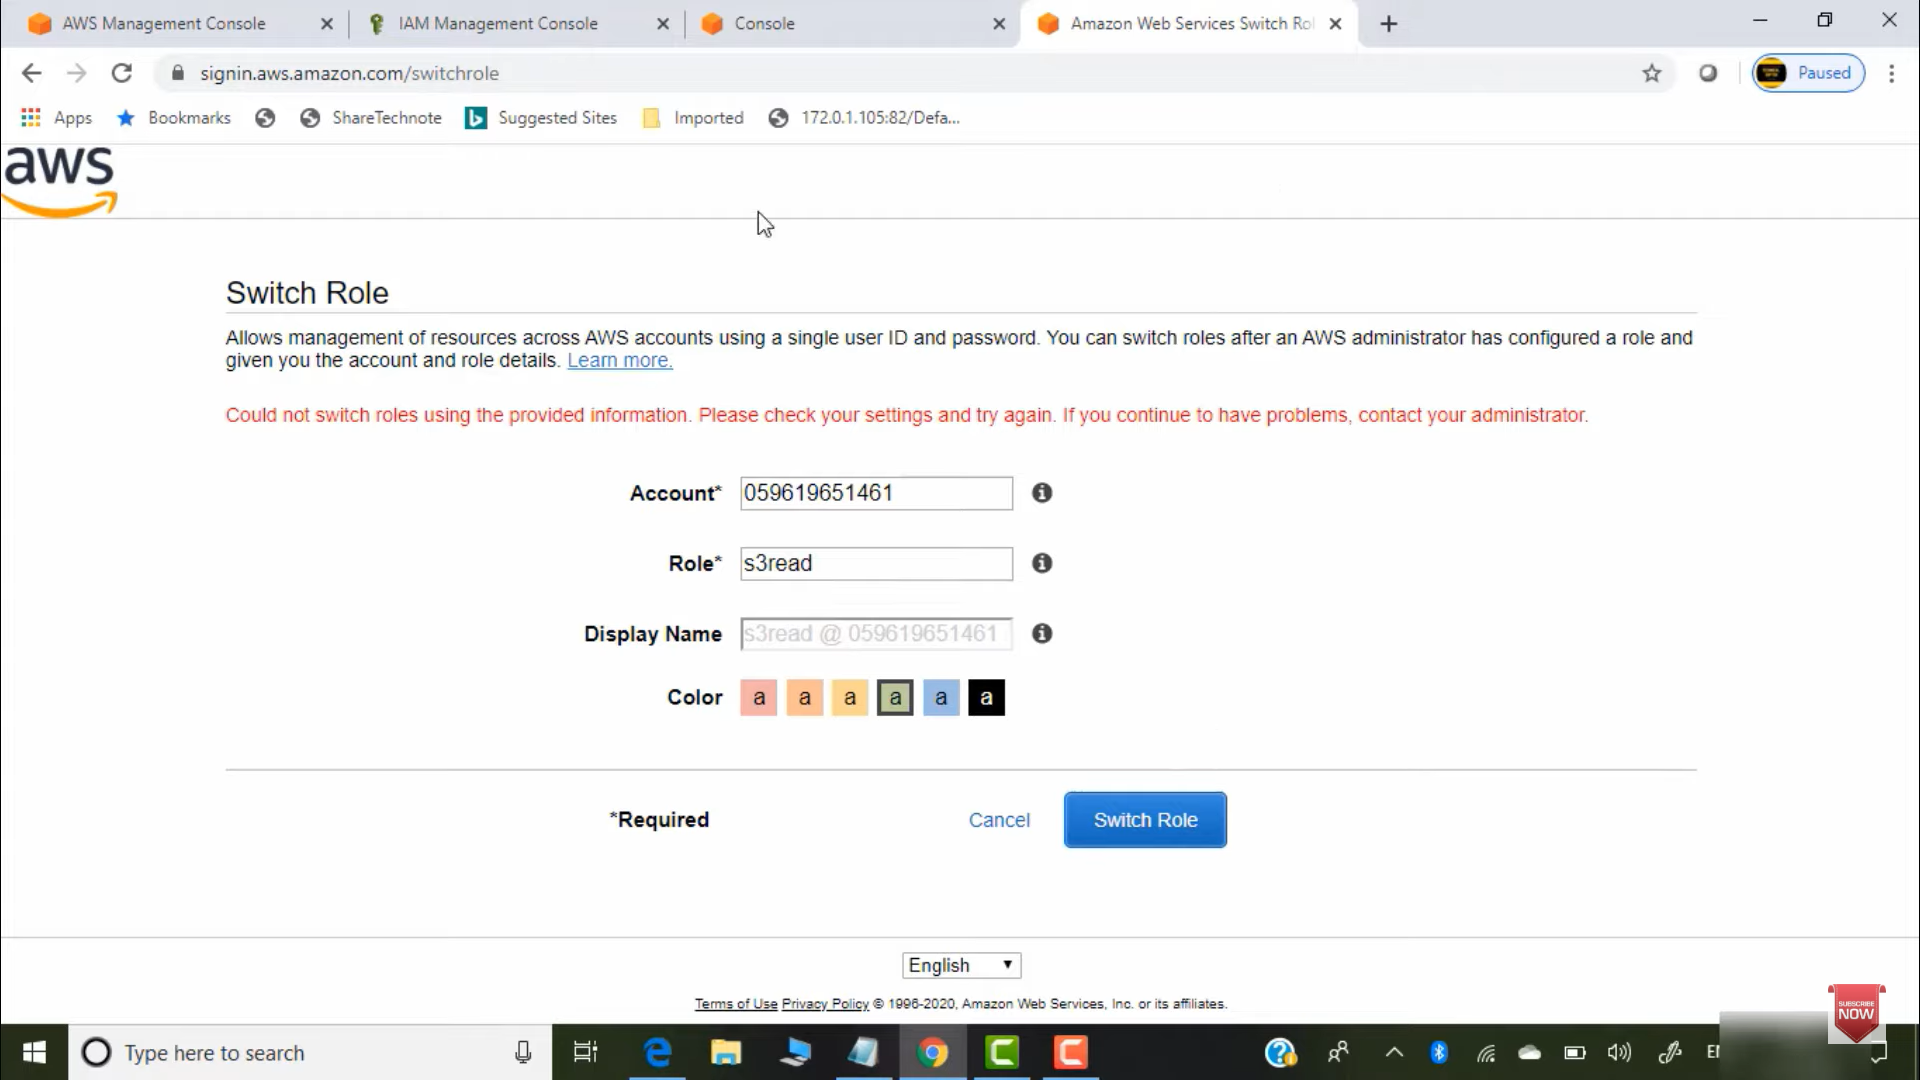 AWS Management Console
IAM Management Console
Console
Amazon Web Services Switch Rol
signin.aws.amazon.com/switchrole
Paused
Apps
Bookmarks
ShareTechnote
Suggested Sites
Imported
172.0.1.105:82/Defa...
aws
Switch Role
Allows management of resources across AWS accounts using a single user ID and password. You can switch roles after an AWS administrator has configured a role and
given you the account and role details. Learn more.
Could not switch roles using the provided information. Please check your settings and try again. If you continue to have problems, contact your administrator.
Account* 059619651461
Role* s3read
Display Name s3read @ 059619651461
Color a a a a a a
*Required Cancel Switch Role
English
Terms of Use Privacy Policy © 1996-2020, Amazon Web Services, Inc. or its affiliates.
SUBSCRIBE
NOW
Type here to search